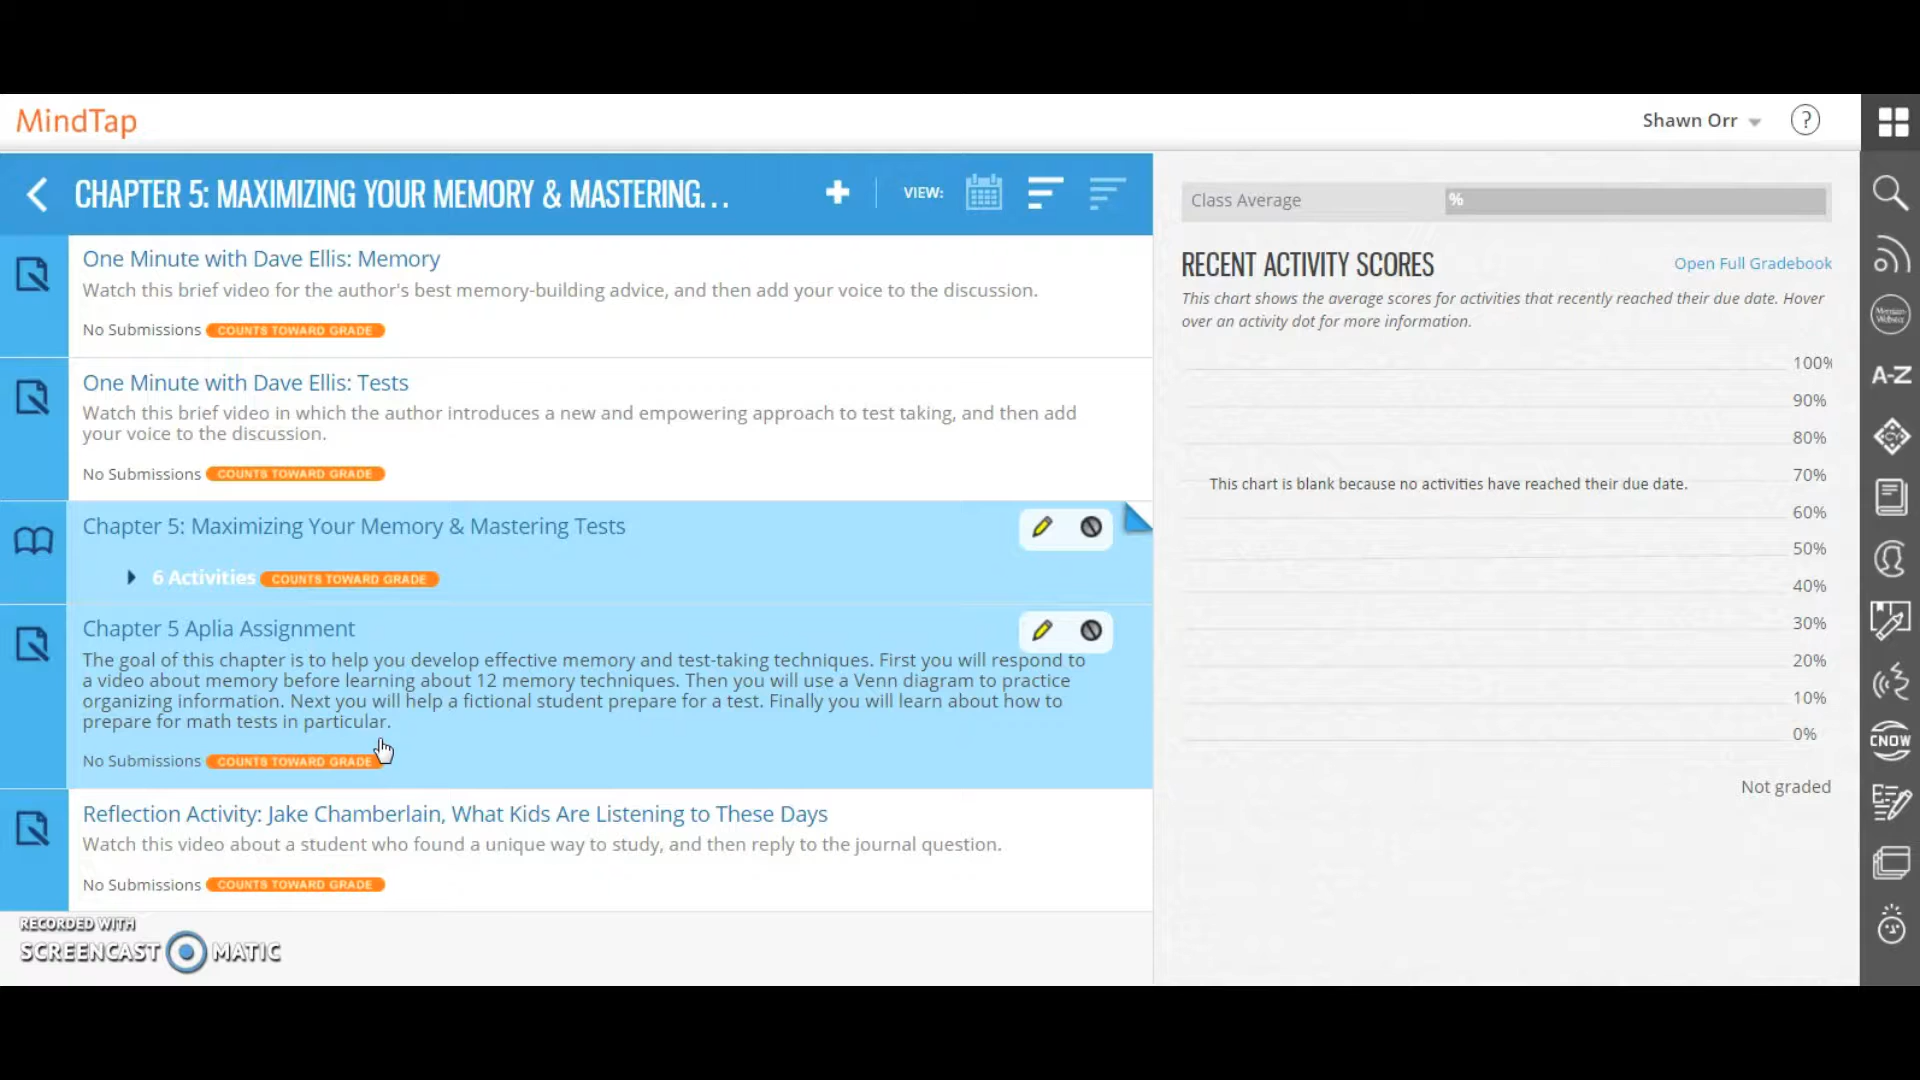 MindTap
Shawn Orr
?
CHAPTER 5: MAXIMIZING YOUR MEMORY & MASTERING...
VIEW:
One Minute with Dave Ellis: Memory
Watch this brief video for the author's best memory-building advice, and then add your voice to the discussion.
No Submissions COUNTS TOWARD GRADE
One Minute with Dave Ellis: Tests
Watch this brief video in which the author introduces a new and empowering approach to test taking, and then add
your voice to the discussion.
No Submissions COUNTS TOWARD GRADE
Chapter 5: Maximizing Your Memory & Mastering Tests
6 Activities COUNTS TOWARD GRADE
Chapter 5 Aplia Assignment
The goal of this chapter is to help you develop effective memory and test-taking techniques. First you will respond to
a video about memory before learning about 12 memory techniques. Then you will use a Venn diagram to practice
organizing information. Next you will help a fictional student prepare for a test. Finally you will learn about how to
prepare for math tests in particular.
No Submissions COUNTS TOWARD GRADE
Reflection Activity: Jake Chamberlain, What Kids Are Listening to These Days
Watch this video about a student who found a unique way to study, and then reply to the journal question.
No Submissions COUNTS TOWARD GRADE
RECORDED WITH
SCREENCAST MATIC
Class Average
%
RECENT ACTIVITY SCORES
Open Full Gradebook
This chart shows the average scores for activities that recently reached their due date. Hover
over an activity dot for more information.
100%
90%
80%
70%
This chart is blank because no activities have reached their due date.
60%
50%
40%
30%
20%
10%
0%
Not graded
Merriam-
Webster
A-Z
CY
CNOW